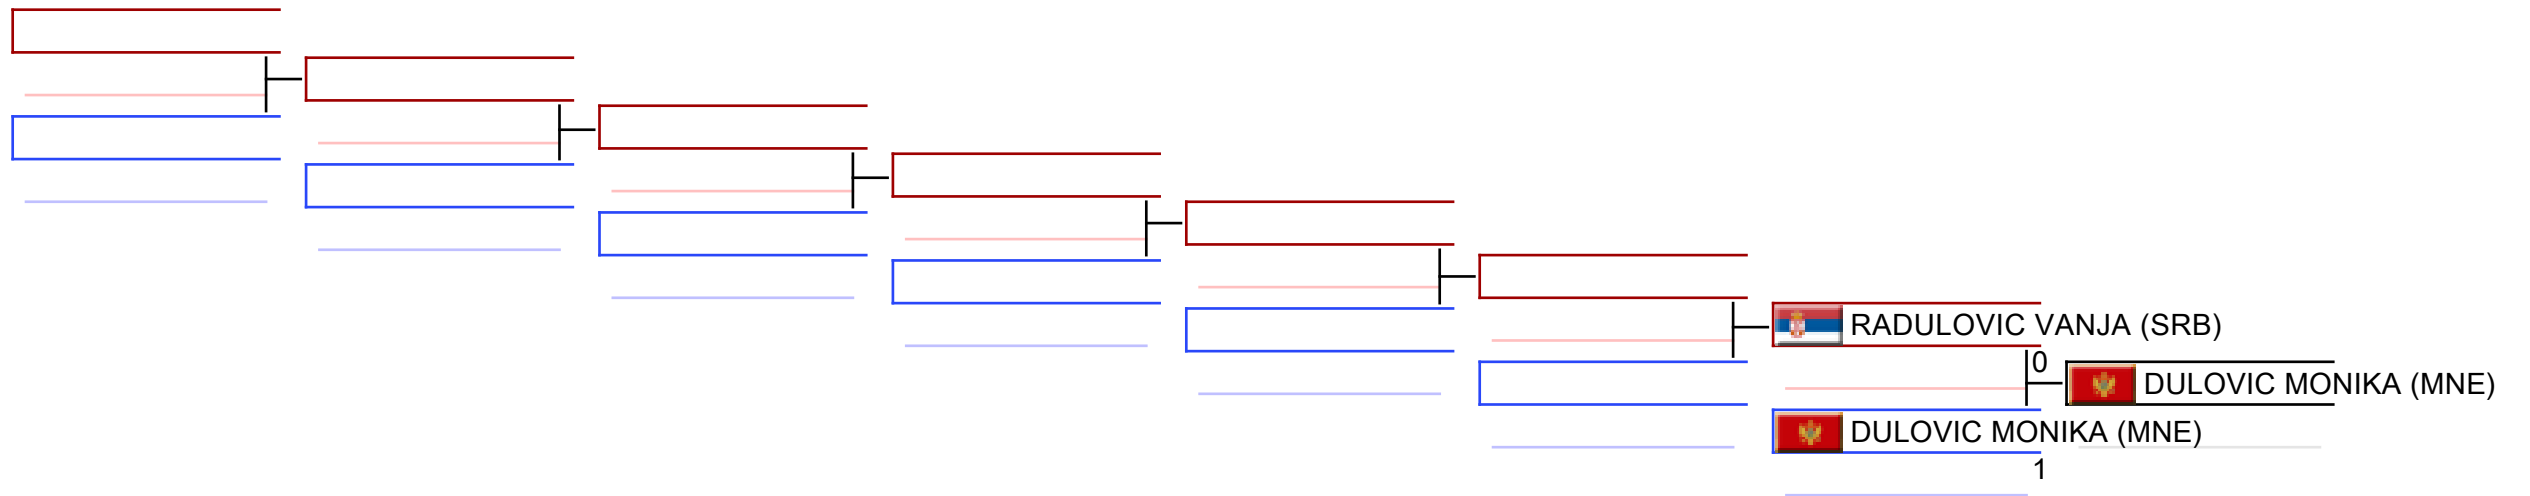 RADULOVIC VANJA (SRB)
0
DULOVIC MONIKA (MNE)
DULOVIC MONIKA (MNE)
1